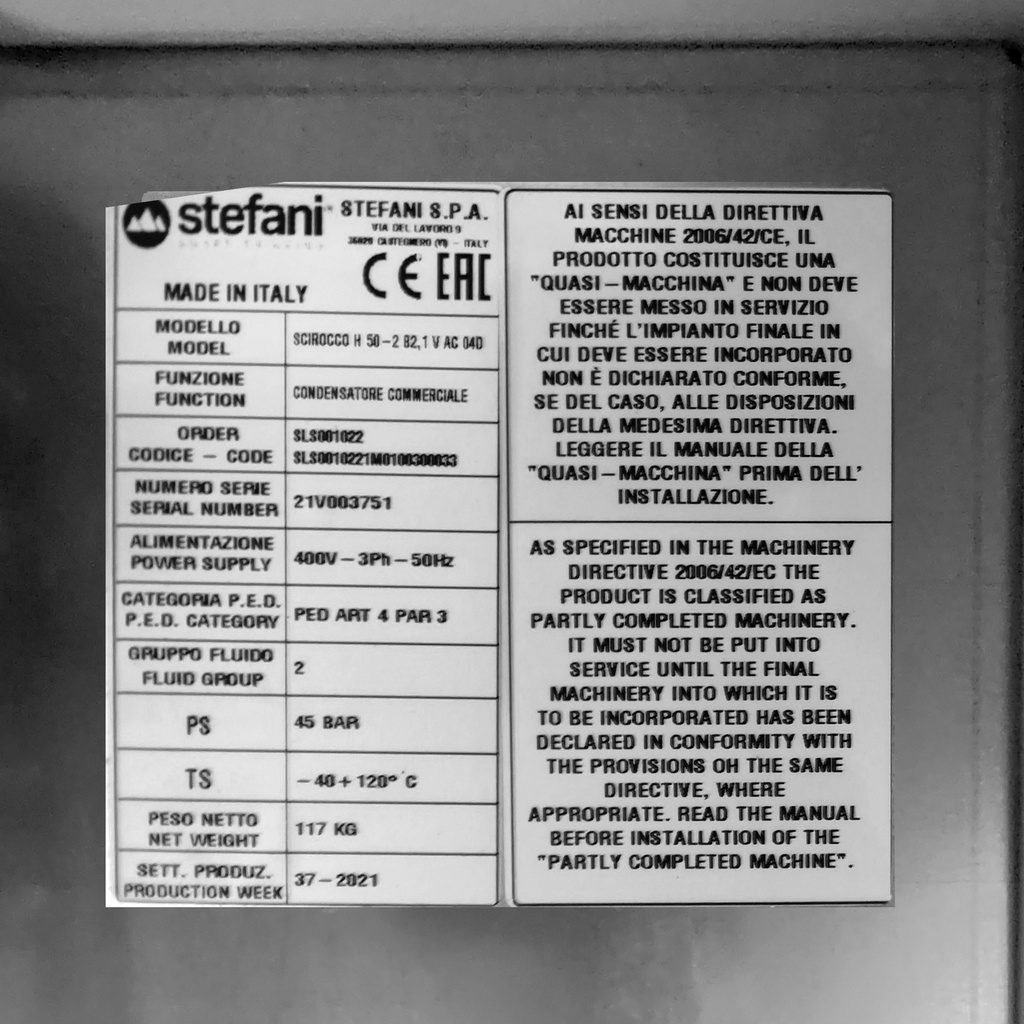 stefani
STEFANI S.P.A.
VIA DEL LAVORO 9
36020 CASTEGNERO (VI) - ITALY
CE EAC
MADE IN ITALY
MODELLO
MODEL
SCIROCCO H 50-2 B2,1 V AC 04D
FUNZIONE
FUNCTION
CONDENSATORE COMMERCIALE
ORDER
SLS001022
CODICE - CODE
SLS0010221M0100300033
NUMERO SERIE
SERIAL NUMBER
21V003751
ALIMENTAZIONE
POWER SUPPLY
400V-3Ph-50Hz
CATEGORIA P.E.D.
P.E.D. CATEGORY
PED ART 4 PAR 3
GRUPPO FLUIDO
FLUID GROUP
2
PS
45 BAR
TS
-40+120° C
PESO NETTO
NET WEIGHT
117 KG
SETT. PRODUZ.
PRODUCTION WEEK
37-2021
AI SENSI DELLA DIRETTIVA
MACCHINE 2006/42/CE, IL
PRODOTTO COSTITUISCE UNA
"QUASI-MACCHINA" E NON DEVE
ESSERE MESSO IN SERVIZIO
FINCHÉ L'IMPIANTO FINALE IN
CUI DEVE ESSERE INCORPORATO
NON È DICHIARATO CONFORME,
SE DEL CASO, ALLE DISPOSIZIONI
DELLA MEDESIMA DIRETTIVA.
LEGGERE IL MANUALE DELLA
"QUASI-MACCHINA" PRIMA DELL'
INSTALLAZIONE.
AS SPECIFIED IN THE MACHINERY
DIRECTIVE 2006/42/EC THE
PRODUCT IS CLASSIFIED AS
PARTLY COMPLETED MACHINERY.
IT MUST NOT BE PUT INTO
SERVICE UNTIL THE FINAL
MACHINERY INTO WHICH IT IS
TO BE INCORPORATED HAS BEEN
DECLARED IN CONFORMITY WITH
THE PROVISIONS OH THE SAME
DIRECTIVE, WHERE
APPROPRIATE. READ THE MANUAL
BEFORE INSTALLATION OF THE
"PARTLY COMPLETED MACHINE".